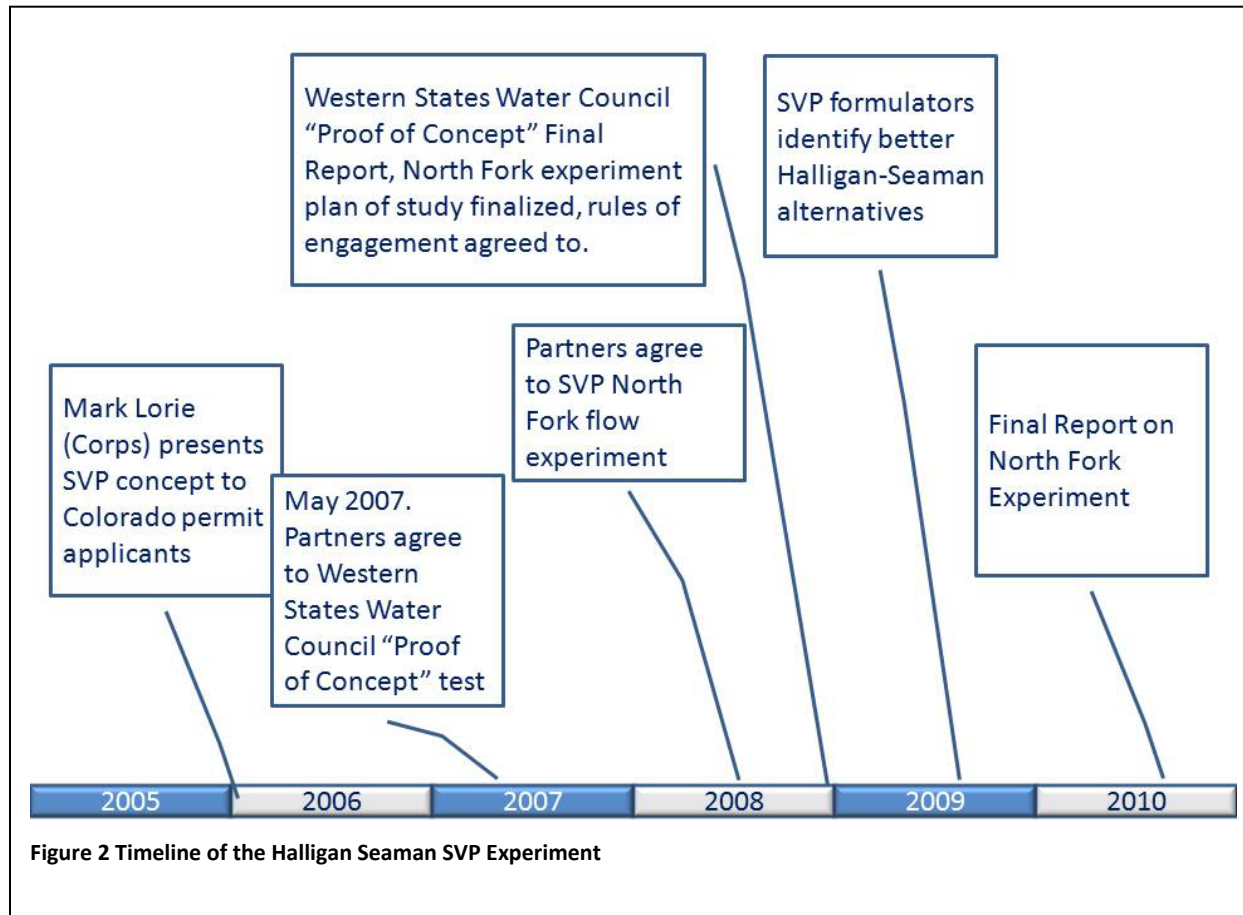 Western States Water Council
“Proof of Concept” Final
Report, North Fork experiment
plan of study finalized, rules of
engagement agreed to.
SVP formulators
identify better
Halligan-Seaman
alternatives
Partners agree
to SVP North
Fork flow
experiment
Mark Lorie
(Corps) presents
SVP concept to
Colorado permit
applicants
May 2007.
Partners agree
to Western
States Water
Council “Proof
of Concept” test
Final Report on
North Fork
Experiment
2005 2006 2007 2008 2009 2010
Figure 2 Timeline of the Halligan Seaman SVP Experiment